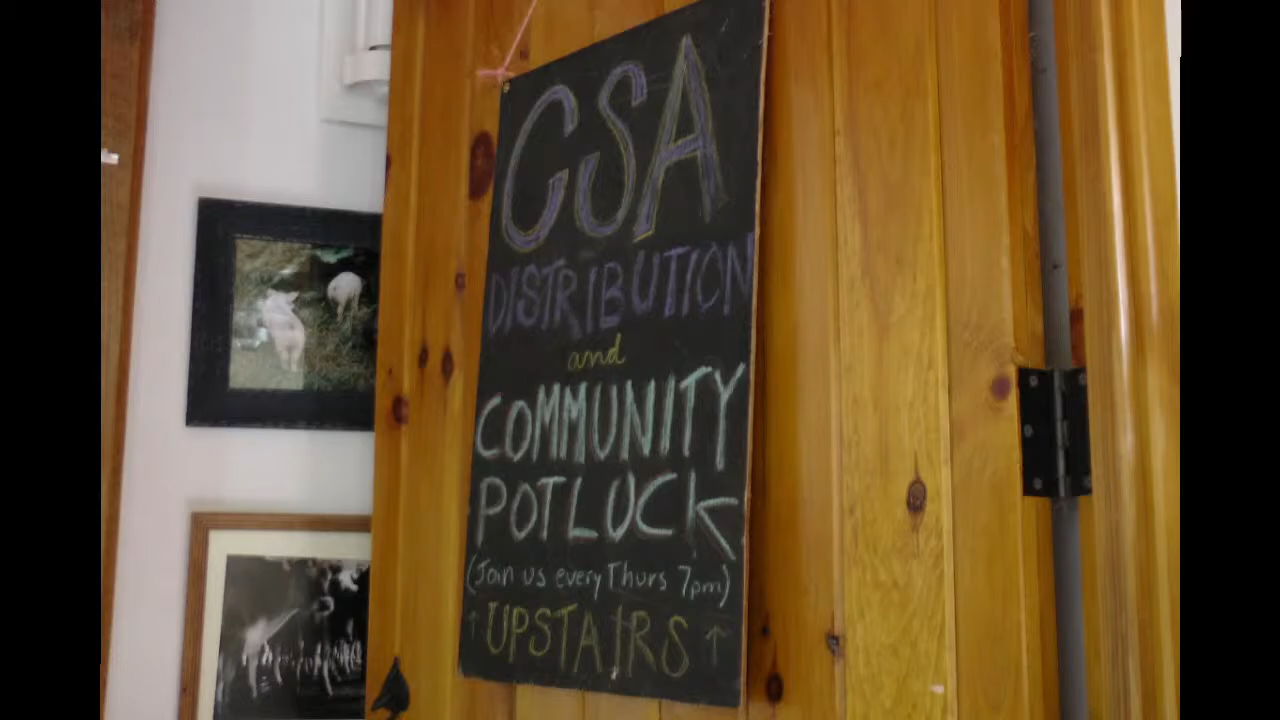 CSA
DISTRIBUTION
and
COMMUNITY
POTLUCK
(Join us every Thurs 7pm)
↑ UPSTAIRS ↑